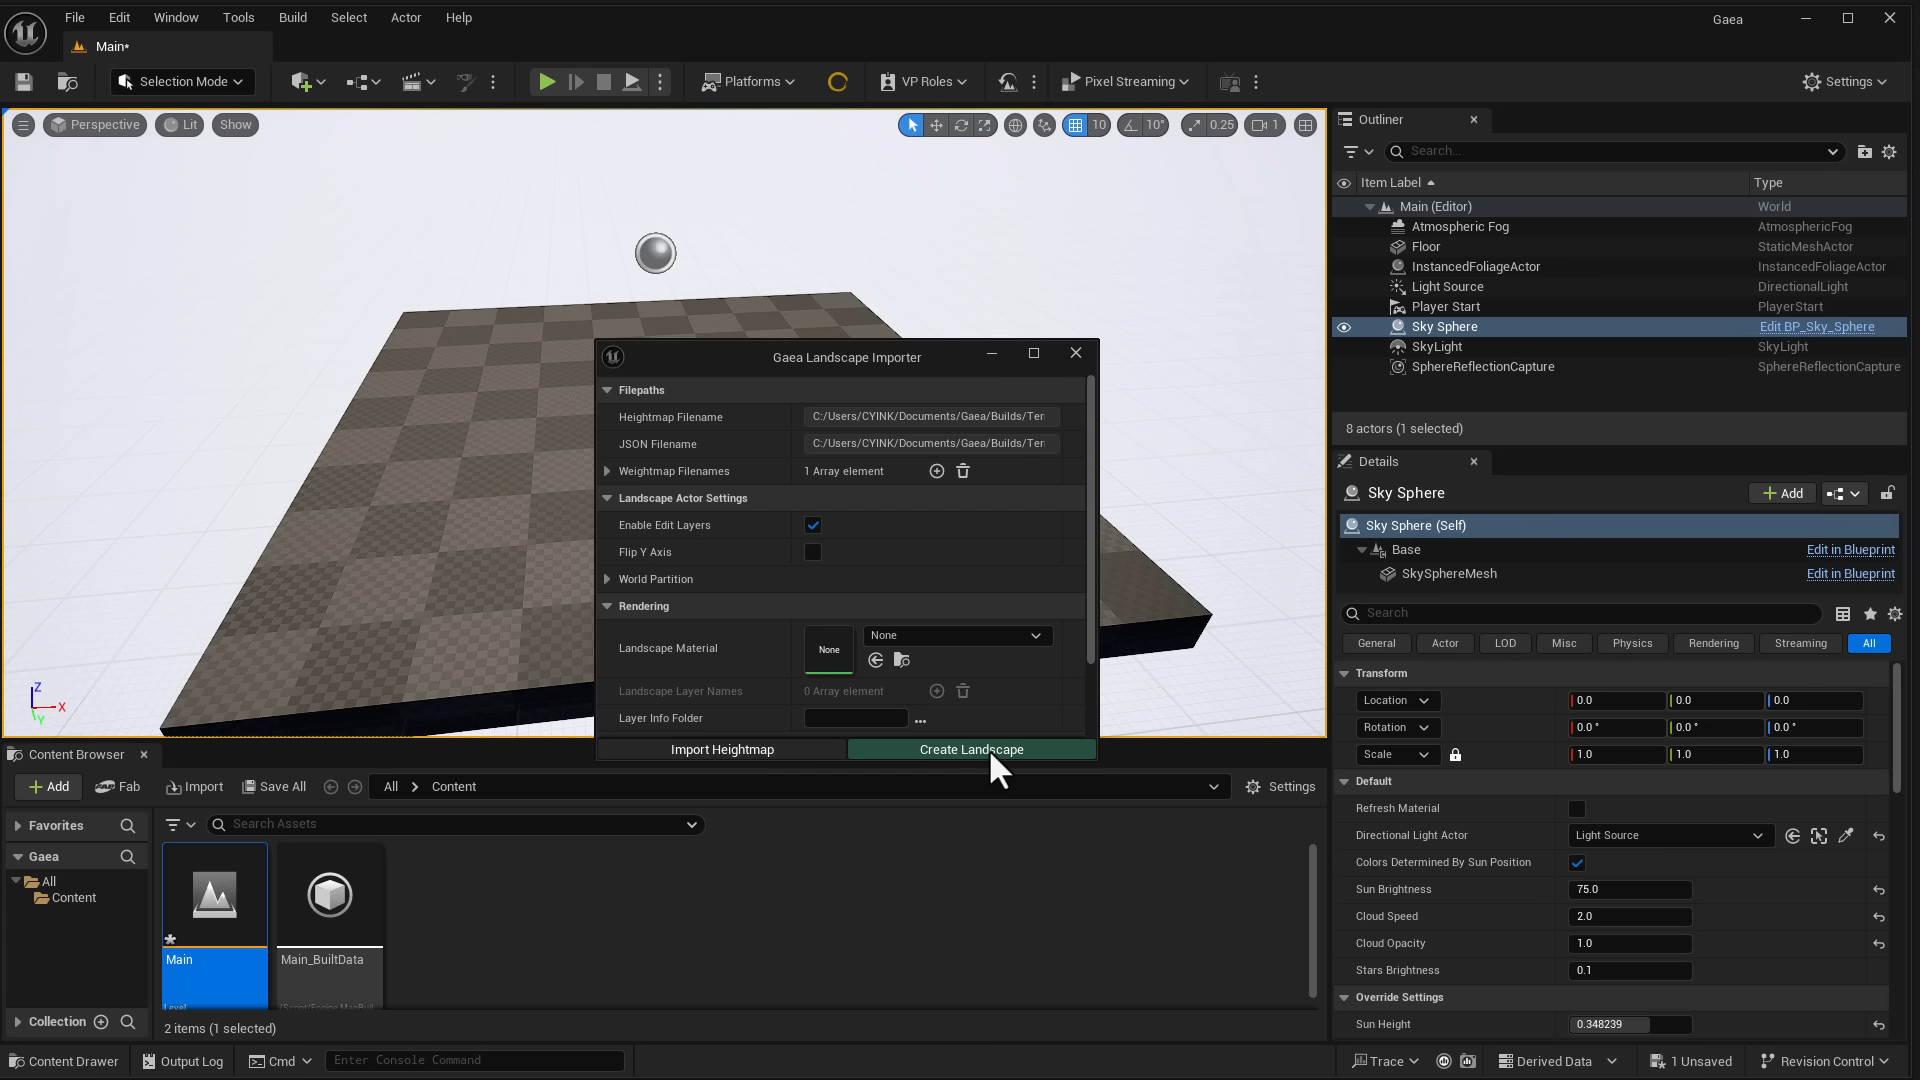 File Edit Window Tools Build Select Actor Help
Gaea
Main*
Selection Mode
Platforms
VP Roles
Pixel Streaming
Settings
Perspective Lit Show
10 10° 0.25 1
Outliner
Search...
Item Label Type
Main (Editor) World
Atmospheric Fog AtmosphericFog
Floor StaticMeshActor
InstancedFoliageActor InstancedFoliageActor
Light Source DirectionalLight
Player Start PlayerStart
Sky Sphere Edit BP_Sky_Sphere
SkyLight SkyLight
SphereReflectionCapture SphereReflectionCapture
8 actors (1 selected)
Gaea Landscape Importer
Filepaths
Heightmap Filename C:/Users/CYINK/Documents/Gaea/Builds/Ter
JSON Filename C:/Users/CYINK/Documents/Gaea/Builds/Ter
Weightmap Filenames 1 Array element
Landscape Actor Settings
Enable Edit Layers
Flip Y Axis
World Partition
Rendering
Landscape Material None None
Landscape Layer Names 0 Array element
Layer Info Folder ...
Import Heightmap Create Landscape
Z
X
Y
Details
Sky Sphere Add
Sky Sphere (Self)
Base Edit in Blueprint
SkySphereMesh Edit in Blueprint
Search
General Actor LOD Misc Physics Rendering Streaming All
Transform
Location 0.0 0.0 0.0
Rotation 0.0 ° 0.0 ° 0.0 °
Scale 1.0 1.0 1.0
Default
Refresh Material
Directional Light Actor Light Source
Colors Determined By Sun Position
Sun Brightness 75.0
Cloud Speed 2.0
Cloud Opacity 1.0
Stars Brightness 0.1
Override Settings
Sun Height 0.348239
Content Browser
Add Fab Import Save All All Content Settings
Favorites
Search Assets
Gaea
All
Content
Main
Main_BuiltData
Level
Collection
2 items (1 selected)
Content Drawer Output Log Cmd Enter Console Command
Trace Derived Data 1 Unsaved Revision Control